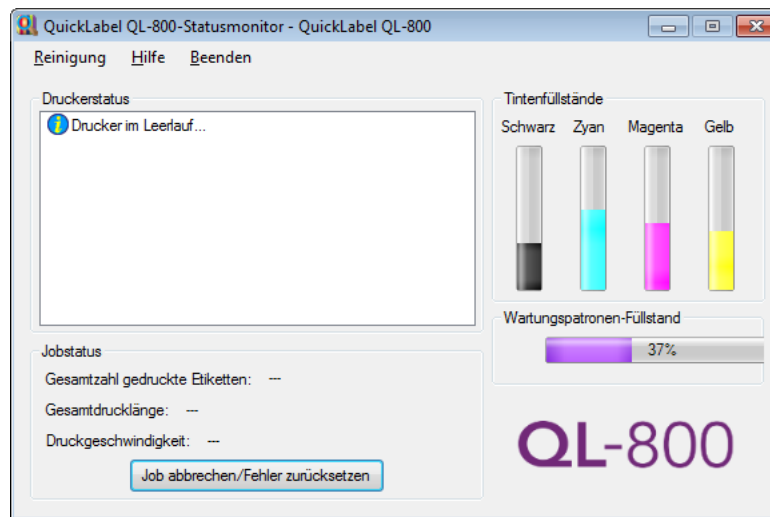 QuickLabel QL-800-Statusmonitor - QuickLabel QL-800
Reinigung Hilfe Beenden
Druckerstatus
Drucker im Leerlauf...
Tintenfüllstände
Schwarz Zyan Magenta Gelb
Wartungspatronen-Füllstand
37%
Jobstatus
Gesamtzahl gedruckte Etiketten: ---
Gesamtdrucklänge: ---
Druckgeschwindigkeit: ---
Job abbrechen/Fehler zurücksetzen
QL-800